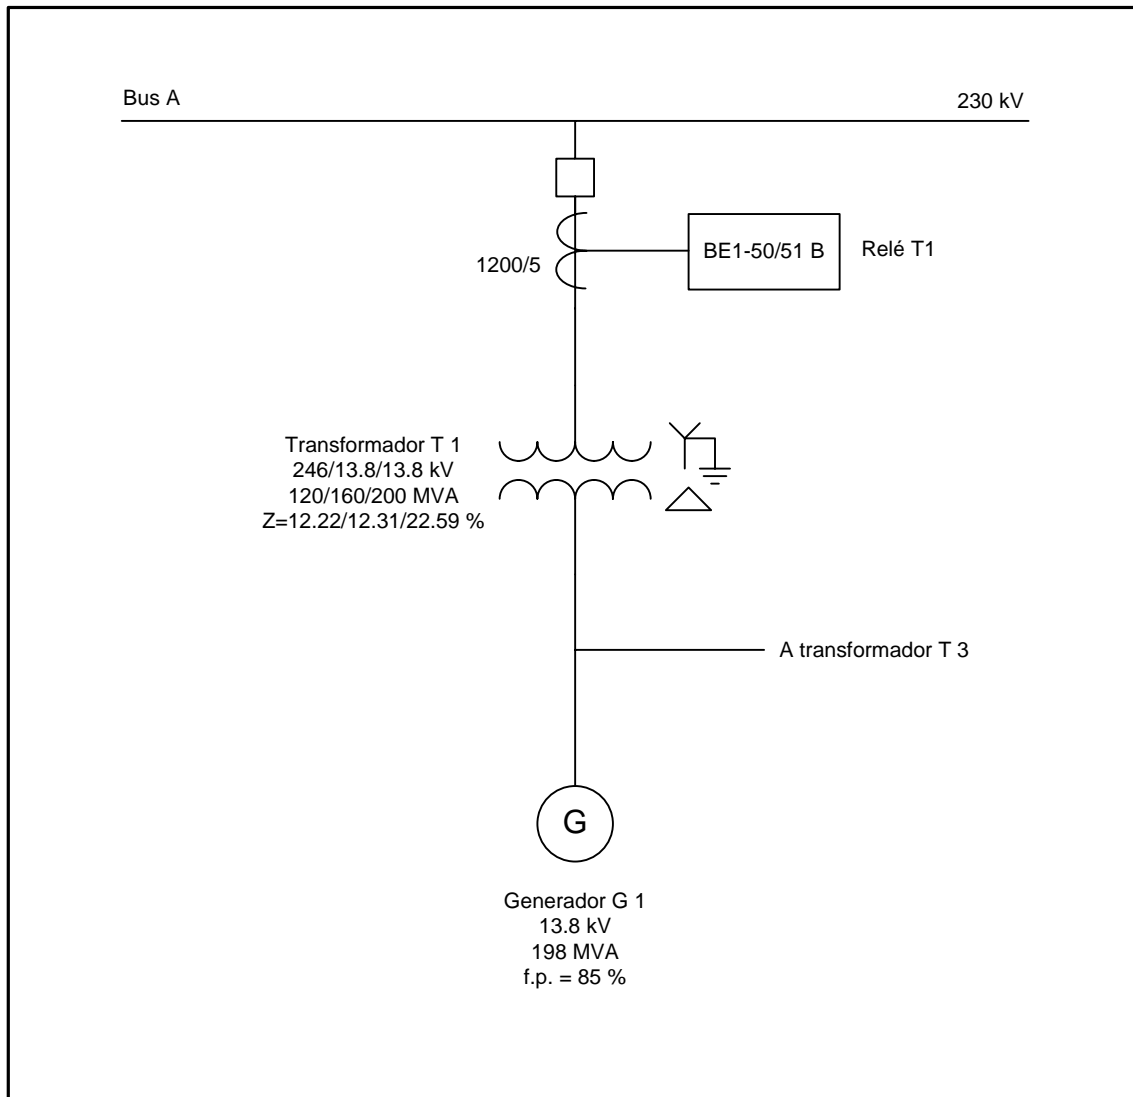 Bus A
230 kV
1200/5
BE1-50/51 B
Relé T1
Transformador T 1
246/13.8/13.8 kV
120/160/200 MVA
Z=12.22/12.31/22.59 %
A transformador T 3
G
Generador G 1
13.8 kV
198 MVA
f.p. = 85 %